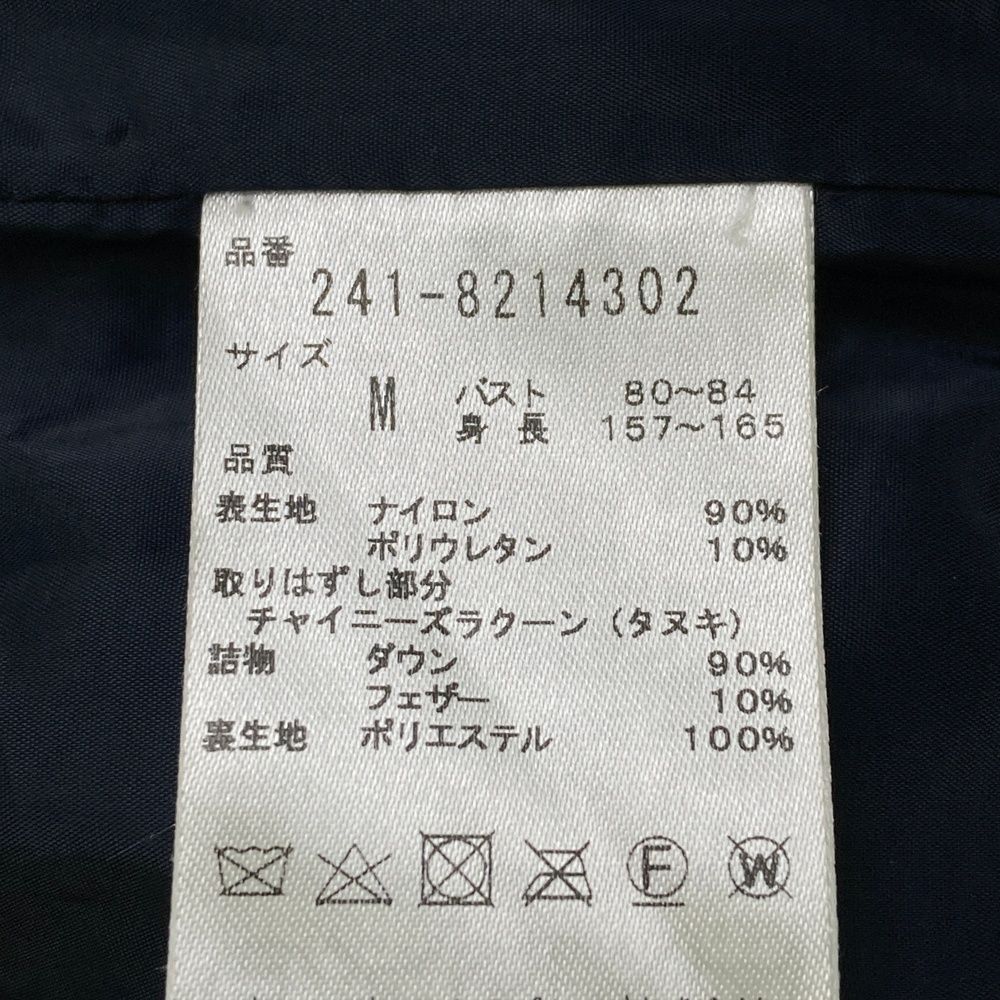 品番
241-8214302
サイズ
M バスト 80～84
身長 157～165
品質
表生地 ナイロン 90%
ポリウレタン 10%
取りはずし部分
チャイニーズラクーン（タヌキ）
詰物 ダウン 90%
フェザー 10%
裏生地 ポリエステル 100%
F W